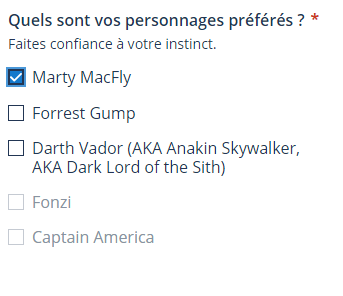 Quels sont vos personnages préférés ? *
Faites confiance à votre instinct.
Marty MacFly
Forrest Gump
Darth Vador (AKA Anakin Skywalker,
AKA Dark Lord of the Sith)
Fonzi
Captain America